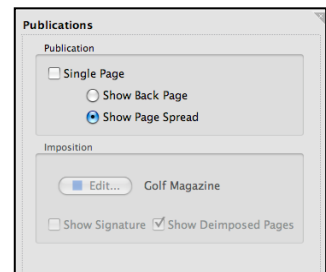 Publications
Publication
Single Page
Show Back Page
Show Page Spread
Imposition
Edit... Golf Magazine
Show Signature Show Deimposed Pages